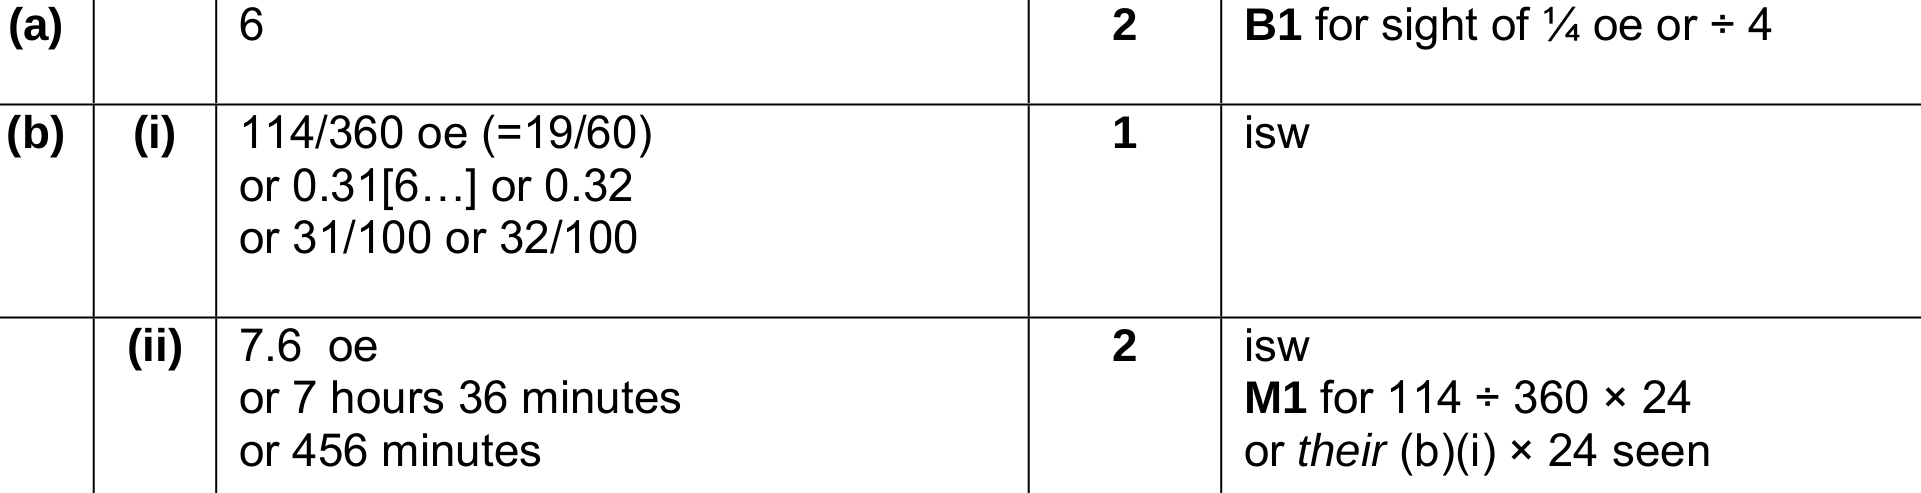 (a) 6 2 B1 for sight of ¼ oe or ÷ 4
(b) (i) 114/360 oe (=19/60) 1 isw
or 0.31[6…] or 0.32
or 31/100 or 32/100
(ii) 7.6 oe 2 isw
or 7 hours 36 minutes M1 for 114 ÷ 360 × 24
or 456 minutes or their (b)(i) × 24 seen